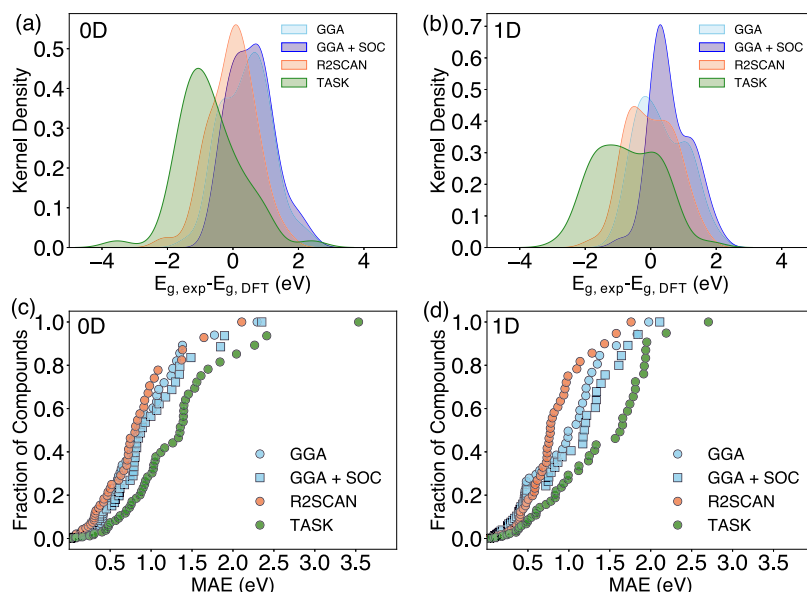 (a)
0D
GGA
GGA + SOC
R2SCAN
TASK
Kernel Density
0.5
0.4
0.3
0.2
0.1
0.0
−4
−2
0
2
4
E_g, exp-E_g, DFT (eV)
(b)
1D
GGA
GGA + SOC
R2SCAN
TASK
Kernel Density
0.7
0.6
0.5
0.4
0.3
0.2
0.1
0.0
−4
−2
0
2
4
E_g, exp-E_g, DFT (eV)
(c)
0D
Fraction of Compounds
1.0
0.8
0.6
0.4
0.2
0.0
GGA
GGA + SOC
R2SCAN
TASK
0.5
1.0
1.5
2.0
2.5
3.0
3.5
MAE (eV)
(d)
1D
Fraction of Compounds
1.0
0.8
0.6
0.4
0.2
0.0
GGA
GGA + SOC
R2SCAN
TASK
0.5
1.0
1.5
2.0
2.5
3.0
3.5
MAE (eV)